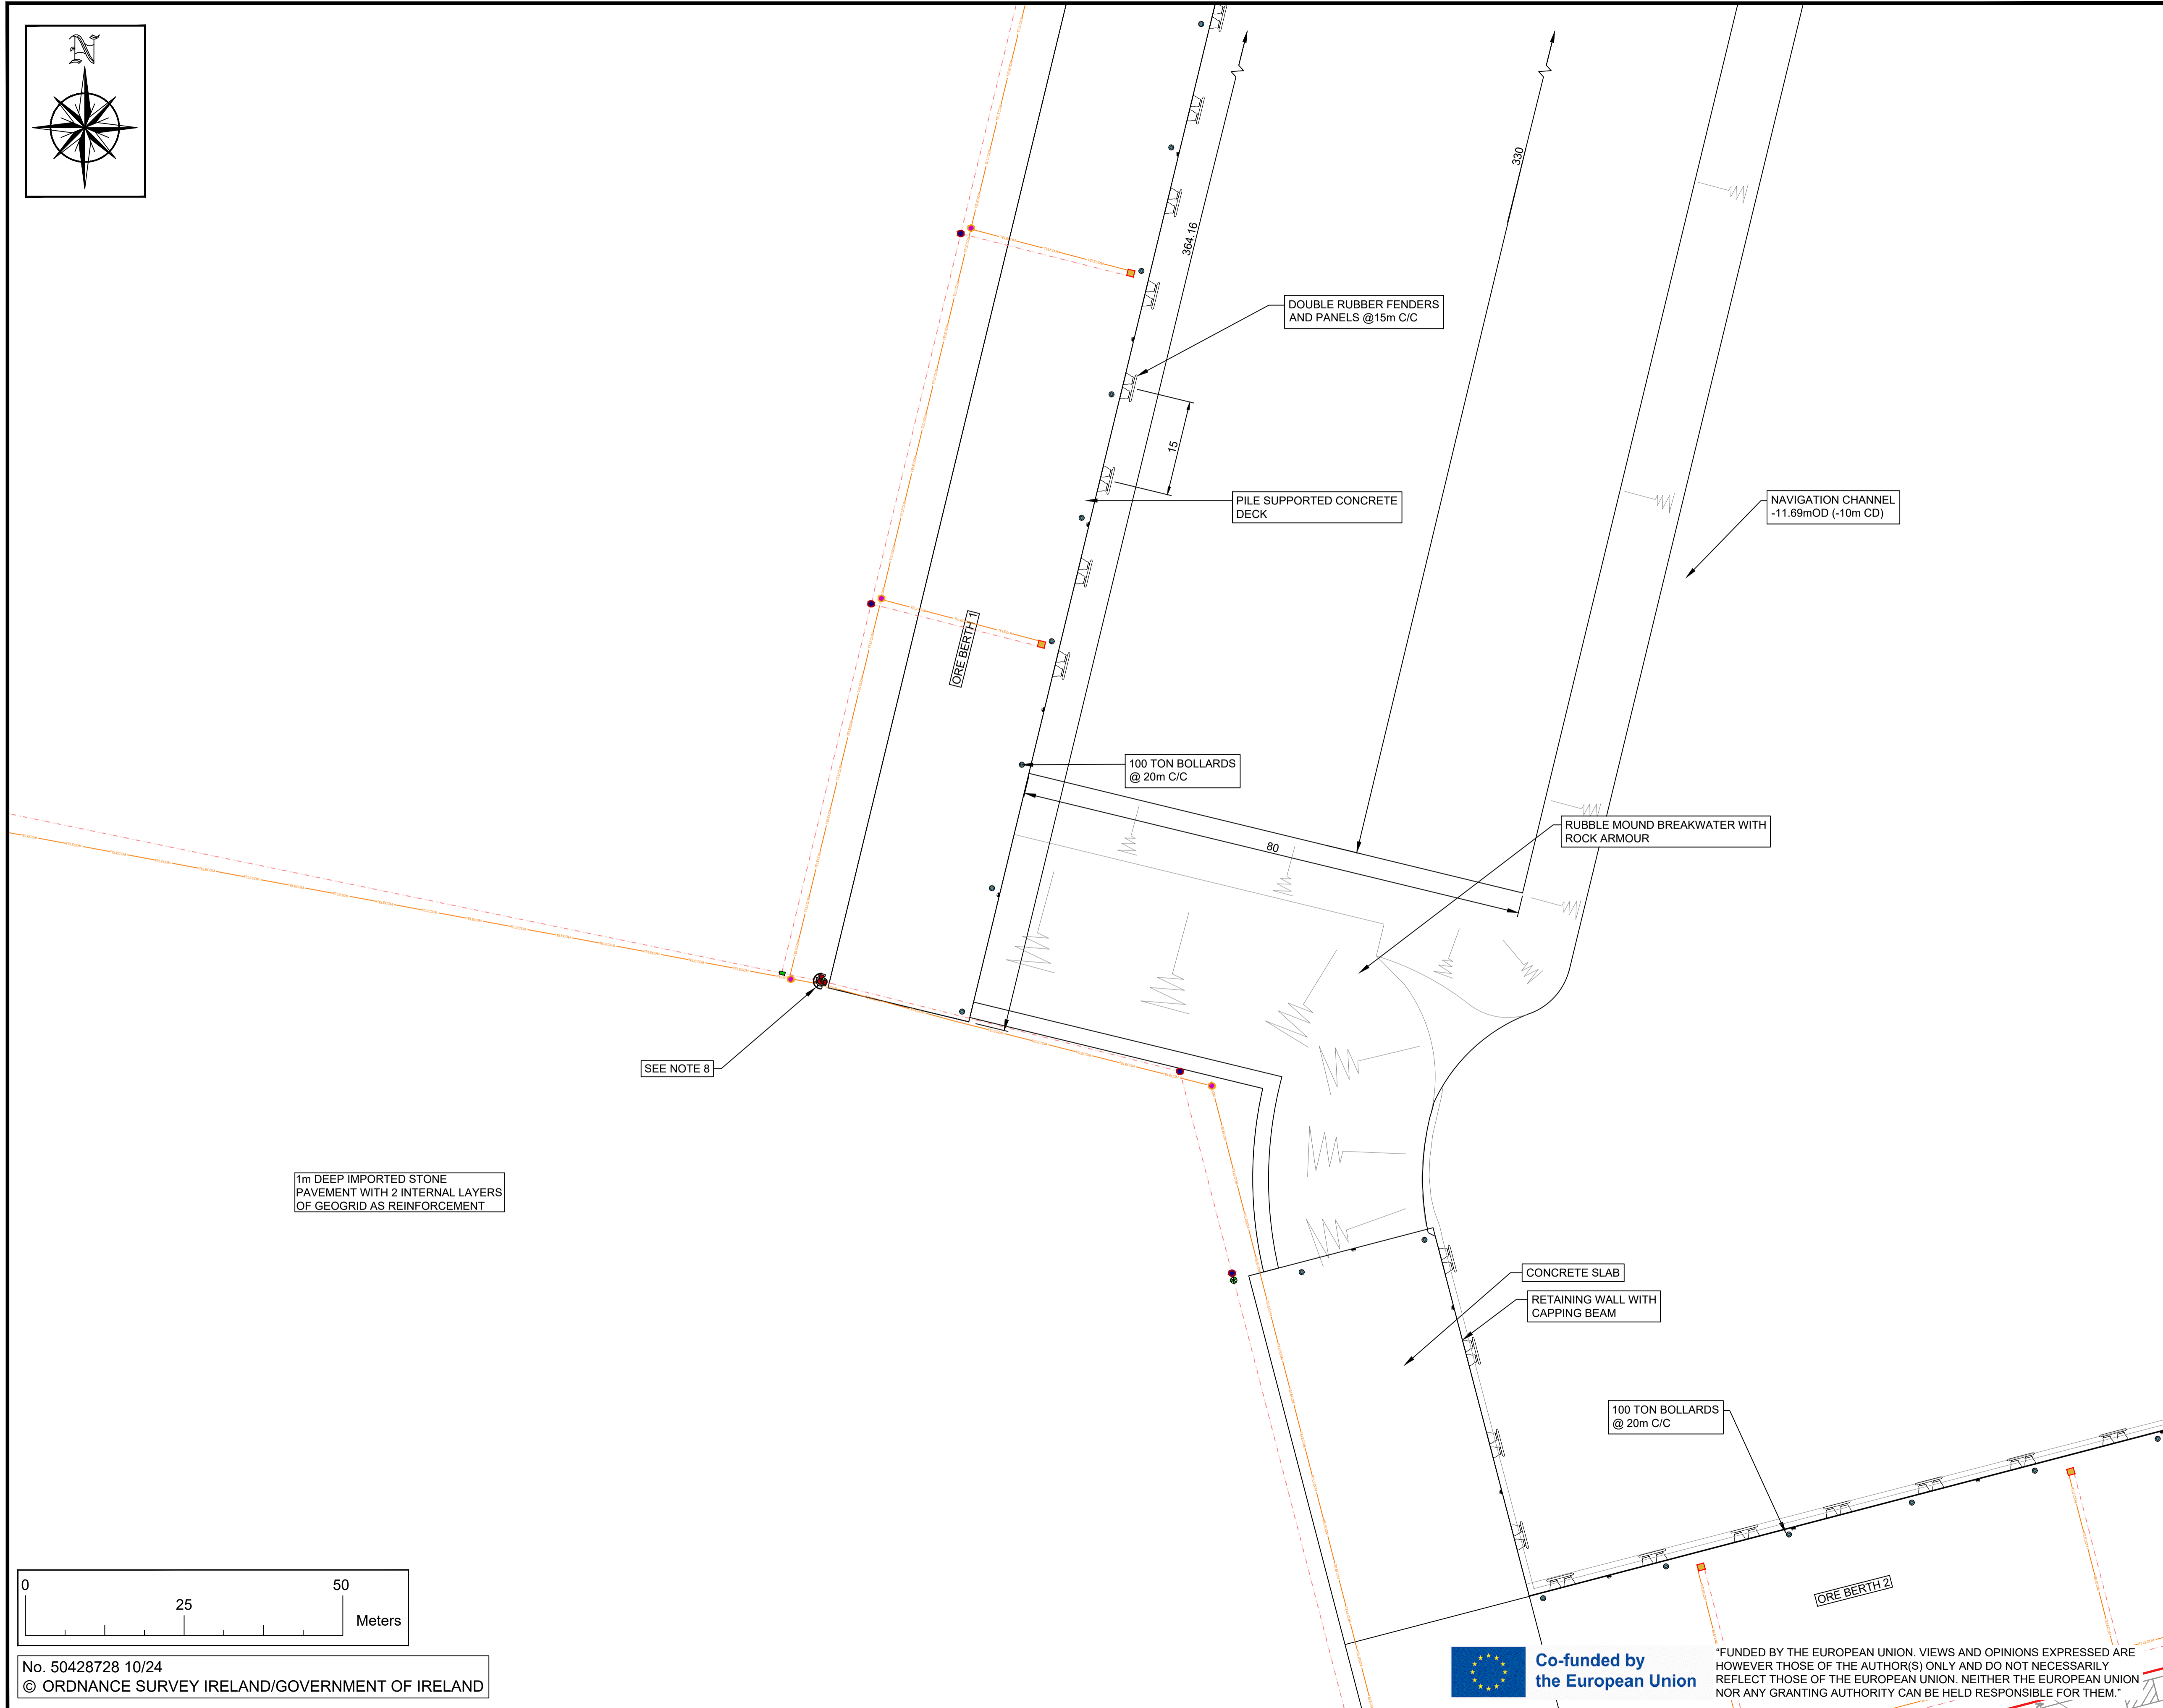 N
330
364.16
DOUBLE RUBBER FENDERS
AND PANELS @15m C/C
15
PILE SUPPORTED CONCRETE
DECK
NAVIGATION CHANNEL
-11.69mOD (-10m CD)
ORE BERTH 1
100 TON BOLLARDS
@ 20m C/C
RUBBLE MOUND BREAKWATER WITH
ROCK ARMOUR
80
SEE NOTE 8
1m DEEP IMPORTED STONE
PAVEMENT WITH 2 INTERNAL LAYERS
OF GEOGRID AS REINFORCEMENT
CONCRETE SLAB
RETAINING WALL WITH
CAPPING BEAM
100 TON BOLLARDS
@ 20m C/C
ORE BERTH 2
0
50
25
Meters
No. 50428728 10/24
© ORDNANCE SURVEY IRELAND/GOVERNMENT OF IRELAND
Co-funded by
the European Union
“FUNDED BY THE EUROPEAN UNION. VIEWS AND OPINIONS EXPRESSED ARE
HOWEVER THOSE OF THE AUTHOR(S) ONLY AND DO NOT NECESSARILY
REFLECT THOSE OF THE EUROPEAN UNION. NEITHER THE EUROPEAN UNION
NOR ANY GRANTING AUTHORITY CAN BE HELD RESPONSIBLE FOR THEM.”